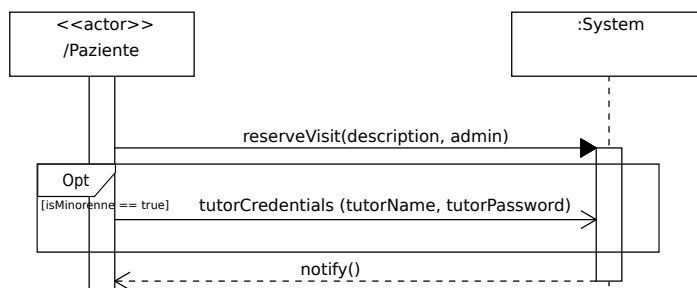 <<actor>>
/Paziente
:System
reserveVisit(description, admin)
Opt
[isMinorenne == true]
tutorCredentials (tutorName, tutorPassword)
notify()